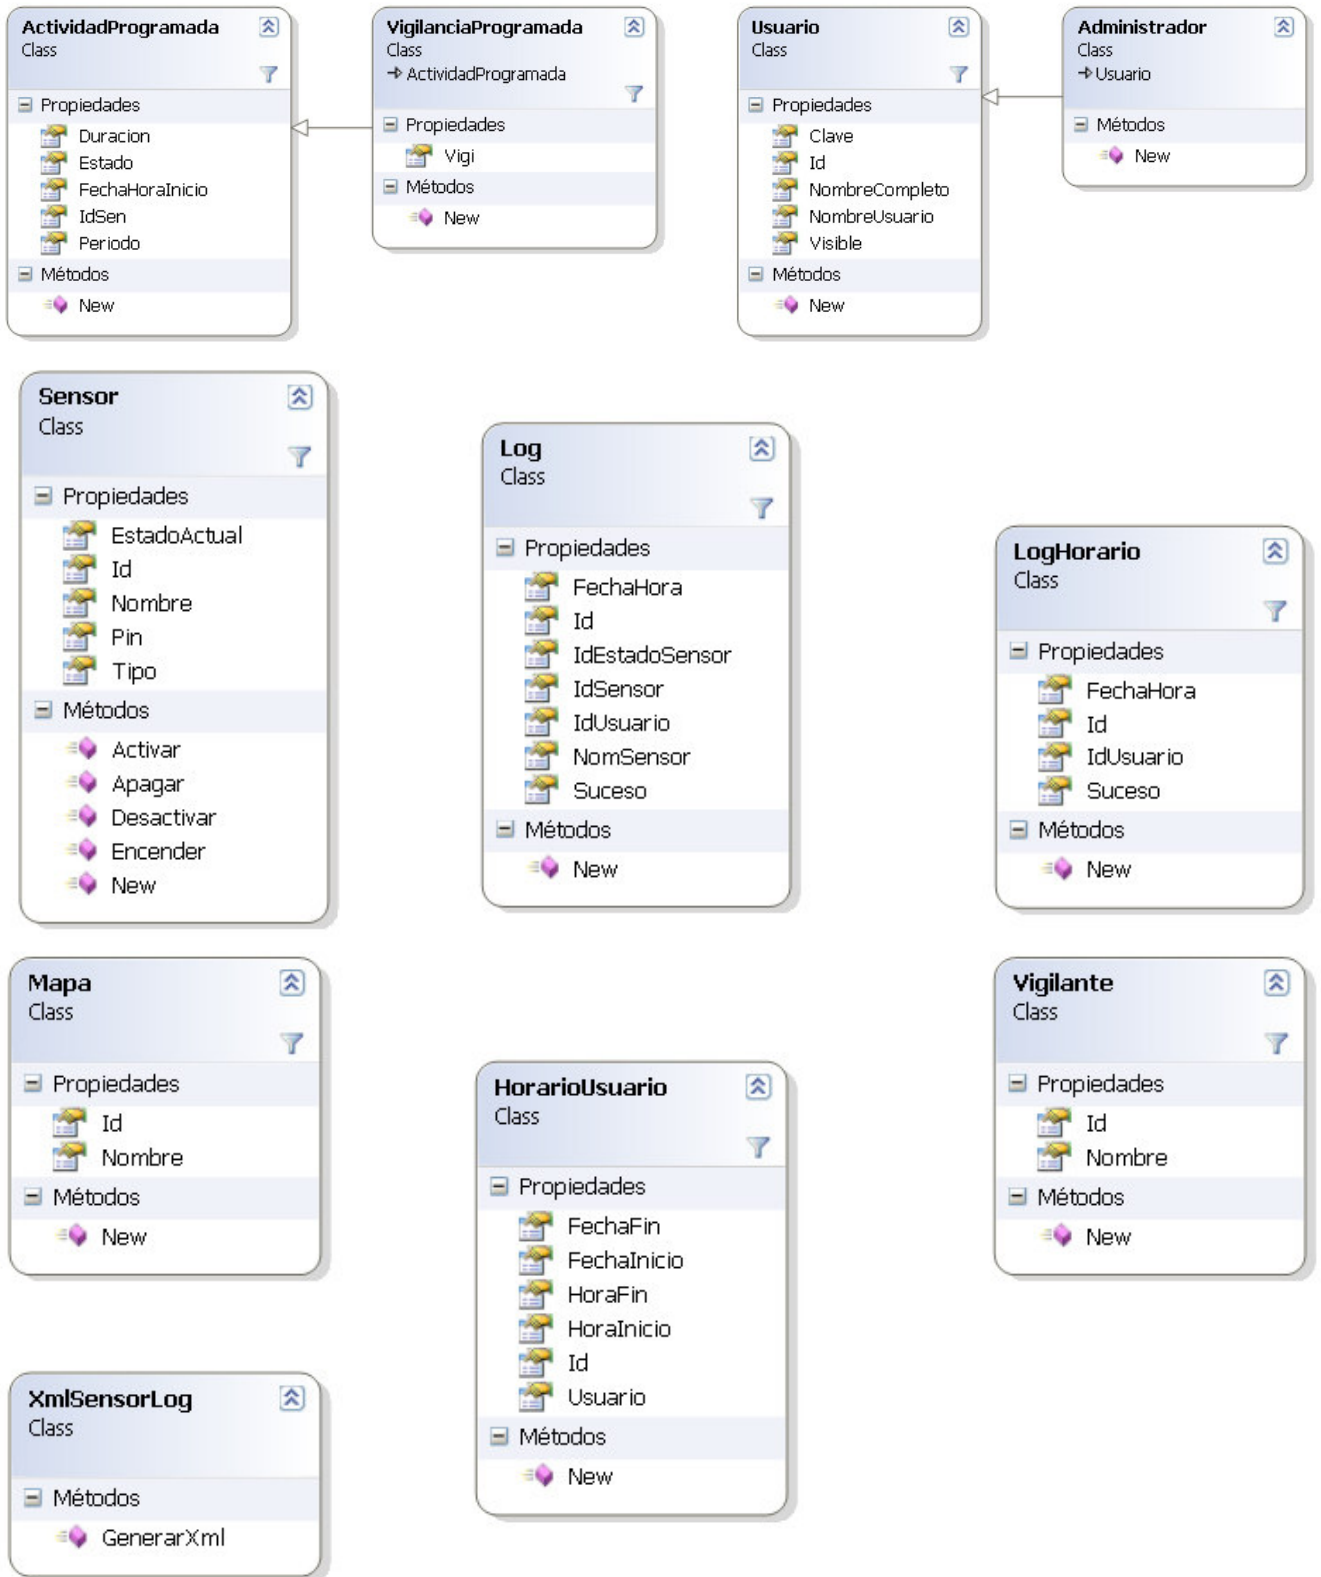 ActividadProgramada
Class
Propiedades
Duracion
Estado
FechaHoraInicio
IdSen
Periodo
Métodos
New
VigilanciaProgramada
Class
ActividadProgramada
Propiedades
Vigi
Métodos
New
Usuario
Class
Propiedades
Clave
Id
NombreCompleto
NombreUsuario
Visible
Métodos
New
Administrador
Class
Usuario
Métodos
New
Sensor
Class
Propiedades
EstadoActual
Id
Nombre
Pin
Tipo
Métodos
Activar
Apagar
Desactivar
Encender
New
Log
Class
Propiedades
FechaHora
Id
IdEstadoSensor
IdSensor
IdUsuario
NomSensor
Suceso
Métodos
New
LogHorario
Class
Propiedades
FechaHora
Id
IdUsuario
Suceso
Métodos
New
Mapa
Class
Propiedades
Id
Nombre
Métodos
New
HorarioUsuario
Class
Propiedades
FechaFin
FechaInicio
HoraFin
HoraInicio
Id
Usuario
Métodos
New
Vigilante
Class
Propiedades
Id
Nombre
Métodos
New
XmlSensorLog
Class
Métodos
GenerarXml